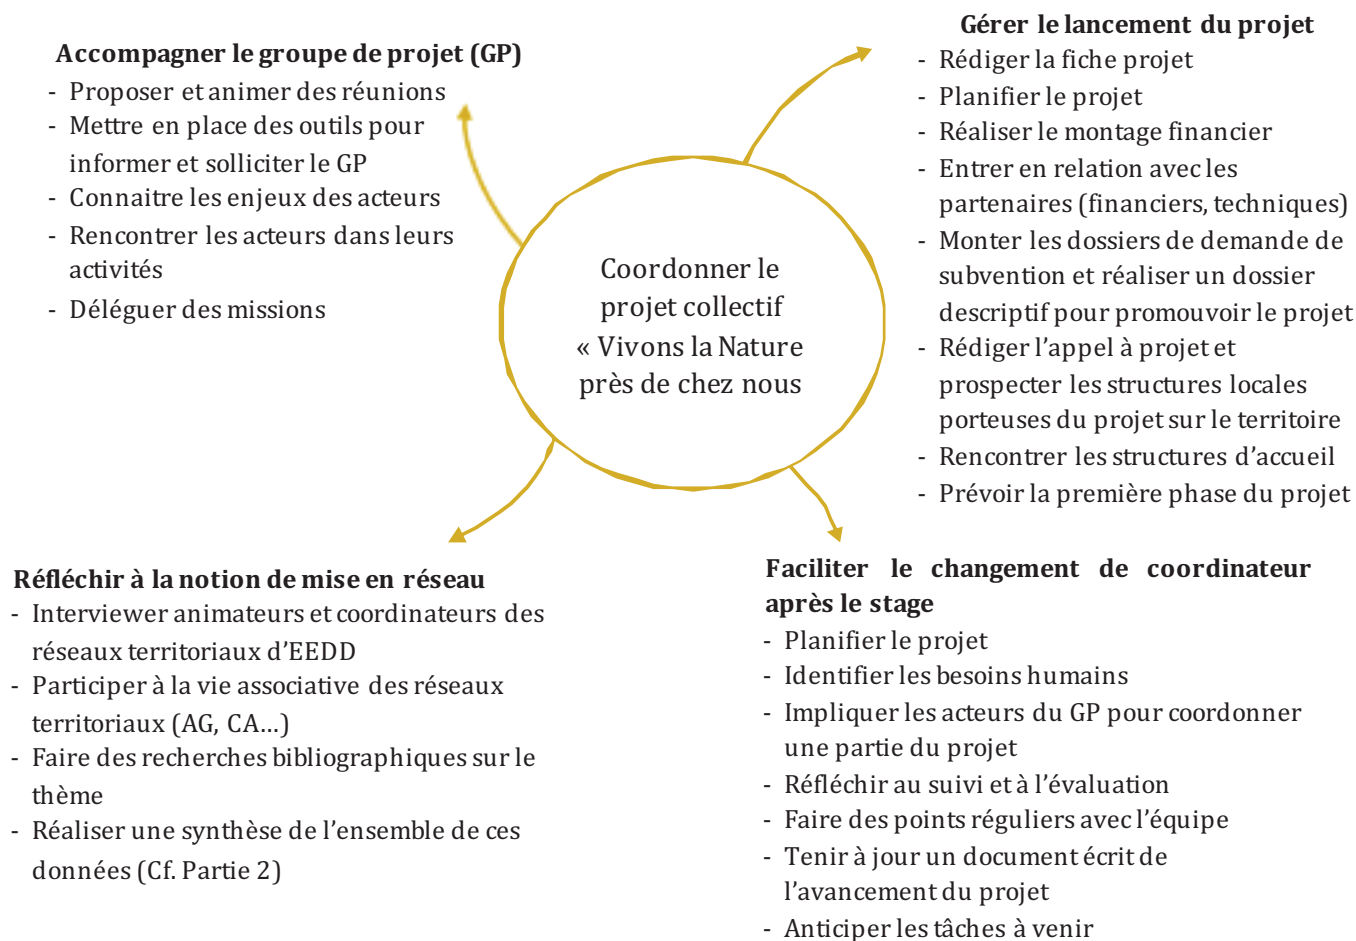 Accompagner le groupe de projet (GP)
- Proposer et animer des réunions
- Mettre en place des outils pour
informer et solliciter le GP
- Connaitre les enjeux des acteurs
- Rencontrer les acteurs dans leurs
activités
- Déléguer des missions
Gérer le lancement du projet
- Rédiger la fiche projet
- Planifier le projet
- Réaliser le montage financier
- Entrer en relation avec les
partenaires (financiers, techniques)
- Monter les dossiers de demande de
subvention et réaliser un dossier
descriptif pour promouvoir le projet
- Rédiger l’appel à projet et
prospecter les structures locales
porteuses du projet sur le territoire
- Rencontrer les structures d’accueil
- Prévoir la première phase du projet
Coordonner le
projet collectif
« Vivons la Nature
près de chez nous
Réfléchir à la notion de mise en réseau
- Interviewer animateurs et coordinateurs des
réseaux territoriaux d’EEDD
- Participer à la vie associative des réseaux
territoriaux (AG, CA…)
- Faire des recherches bibliographiques sur le
thème
- Réaliser une synthèse de l’ensemble de ces
données (Cf. Partie 2)
Faciliter le changement de coordinateur
après le stage
- Planifier le projet
- Identifier les besoins humains
- Impliquer les acteurs du GP pour coordonner
une partie du projet
- Réfléchir au suivi et à l’évaluation
- Faire des points réguliers avec l’équipe
- Tenir à jour un document écrit de
l’avancement du projet
- Anticiper les tâches à venir